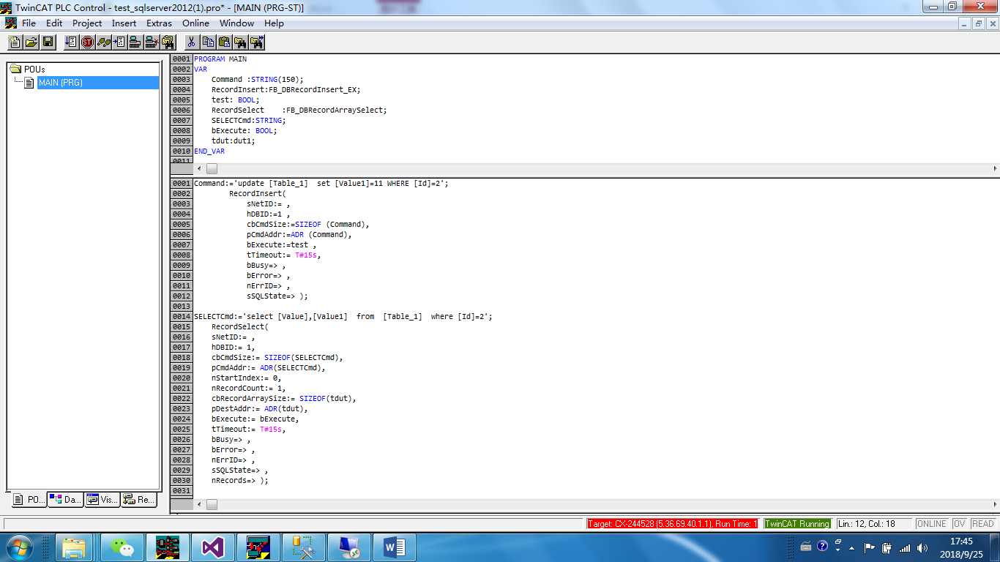 TwinCAT PLC Control - test_sqlserver2012(1).pro* - [MAIN (PRG-ST)]
File Edit Project Insert Extras Online Window Help
POUs
MAIN (PRG)
0001 PROGRAM MAIN
0002 VAR
0003 Command :STRING(150);
0004 RecordInsert:FB_DBRecordInsert_EX;
0005 test: BOOL;
0006 RecordSelect :FB_DBRecordArraySelect;
0007 SELECTCmd:STRING;
0008 bExecute: BOOL;
0009 tdut:dut1;
0010 END_VAR
0011
0001 Command:='update [Table_1]  set [Value1]=11 WHERE [Id]=2';
0002 RecordInsert(
0003 sNetID:= ,
0004 hDBID:=1 ,
0005 cbCmdSize:=SIZEOF (Command),
0006 pCmdAddr:=ADR (Command),
0007 bExecute:=test ,
0008 tTimeout:= T#15s,
0009 bBusy=> ,
0010 bError=> ,
0011 nErrID=> ,
0012 sSQLState=> );
0013
0014 SELECTCmd:='select [Value],[Value1]  from  [Table_1]  where [Id]=2';
0015 RecordSelect(
0016 sNetID:= ,
0017 hDBID:= 1,
0018 cbCmdSize:= SIZEOF(SELECTCmd),
0019 pCmdAddr:= ADR(SELECTCmd),
0020 nStartIndex:= 0,
0021 nRecordCount:= 1,
0022 cbRecordArraySize:= SIZEOF(tdut),
0023 pDestAddr:= ADR(tdut),
0024 bExecute:= bExecute,
0025 tTimeout:= T#15s,
0026 bBusy=> ,
0027 bError=> ,
0028 nErrID=> ,
0029 sSQLState=> ,
0030 nRecords=> );
0031
PO... Da... Vis... Re...
Target: CX-244528 (5.36.69.40.1.1), Run Time: 1 TwinCAT Running Lin.: 12, Col.: 18 ONLINE OV READ
17:45
2018/9/25